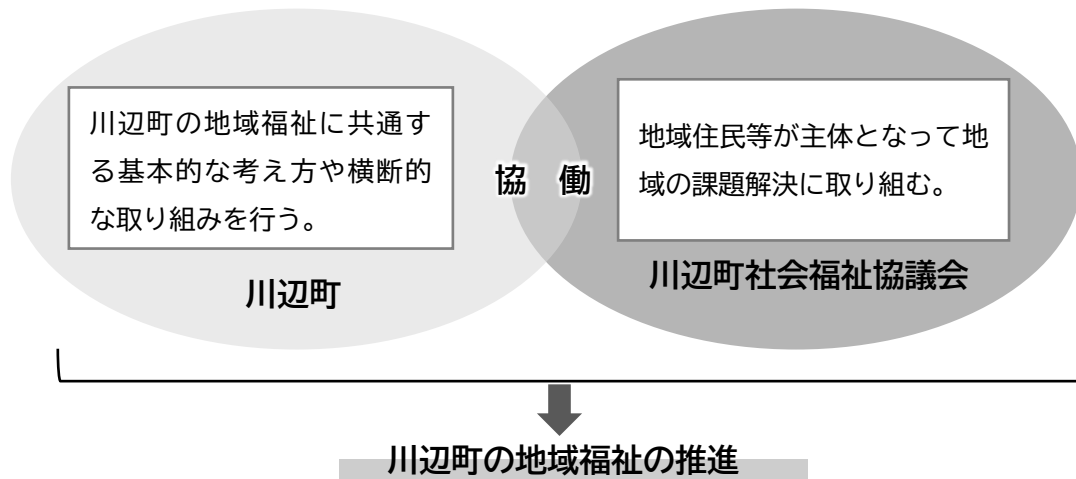 川辺町の地域福祉に共通す
る基本的な考え方や横断的
な取り組みを行う。
川辺町
協 働
地域住民等が主体となって地
域の課題解決に取り組む。
川辺町社会福祉協議会
川辺町の地域福祉の推進